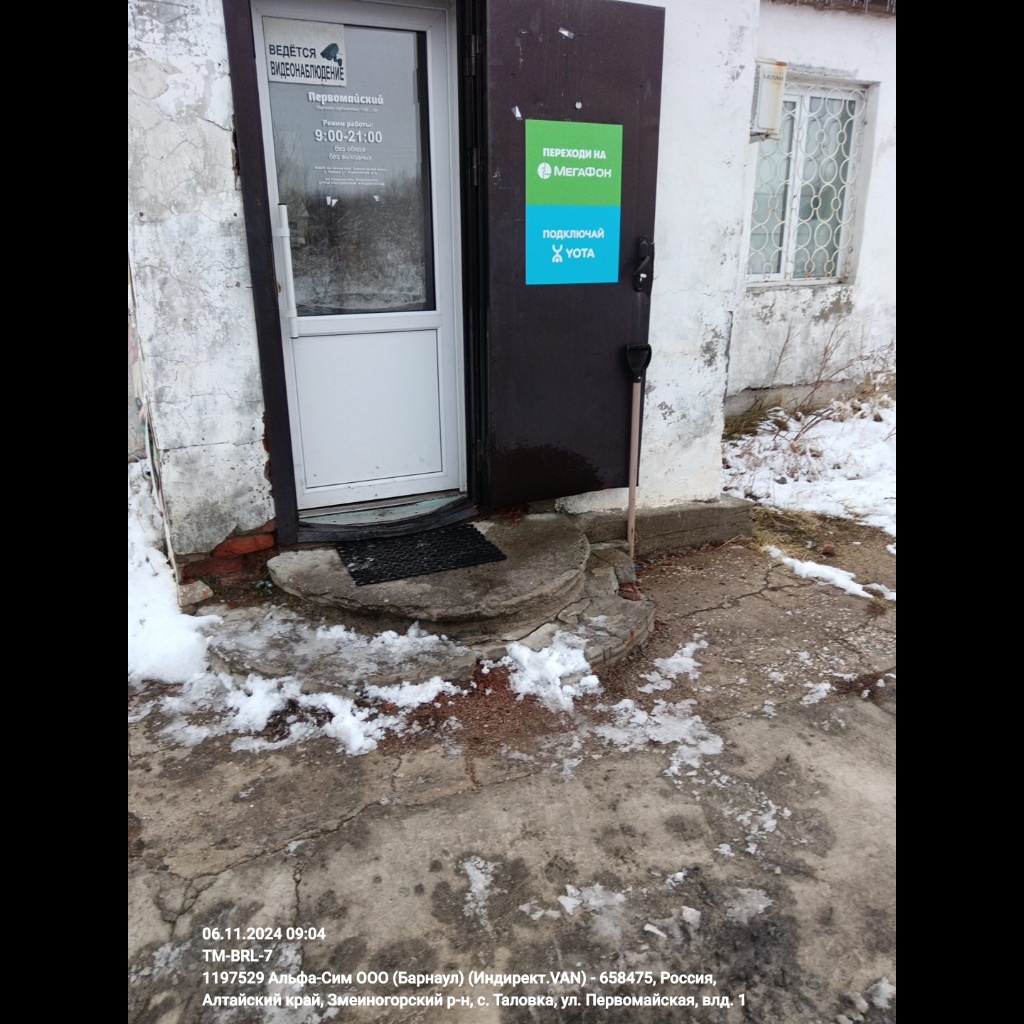 ВЕДЁТСЯ
ВИДЕОНАБЛЮДЕНИЕ
Первомайский
Режим работы:
9:00-21:00
без обеда
без выходных
ПЕРЕХОДИ НА
МЕГАФОН
ПОДКЛЮЧАЙ
YOTA
06.11.2024 09:04
TM-BRL-7
1197529 Альфа-Сим ООО (Барнаул) (Индирект.VAN) - 658475, Россия,
Алтайский край, Змеиногорский р-н, с. Таловка, ул. Первомайская, влд. 1